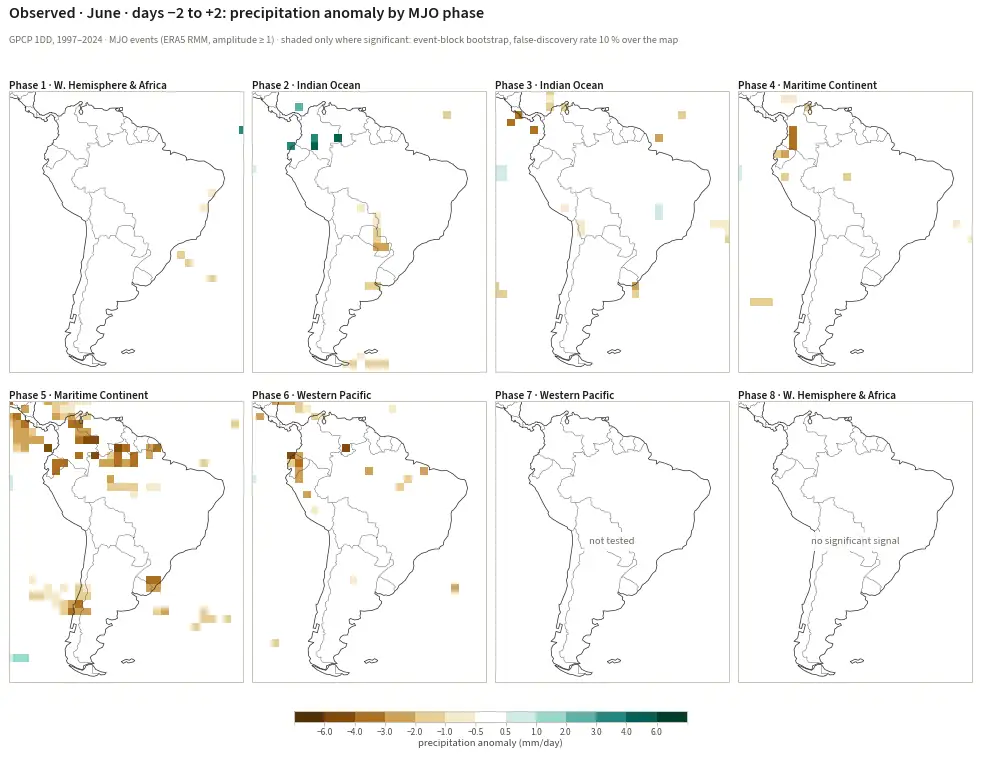 Observed · June · days −2 to +2: precipitation anomaly by MJO phase
GPCP 1DD, 1997–2024 · MJO events (ERA5 RMM, amplitude ≥ 1) · shaded only where significant: event-block bootstrap, false-discovery rate 10 % over the map
Phase 1 · W. Hemisphere & Africa
Phase 2 · Indian Ocean
Phase 3 · Indian Ocean
Phase 4 · Maritime Continent
Phase 5 · Maritime Continent
Phase 6 · Western Pacific
Phase 7 · Western Pacific
Phase 8 · W. Hemisphere & Africa
not tested
no significant signal
−6.0 −4.0 −3.0 −2.0 −1.0 −0.5 0.5 1.0 2.0 3.0 4.0 6.0
precipitation anomaly (mm/day)